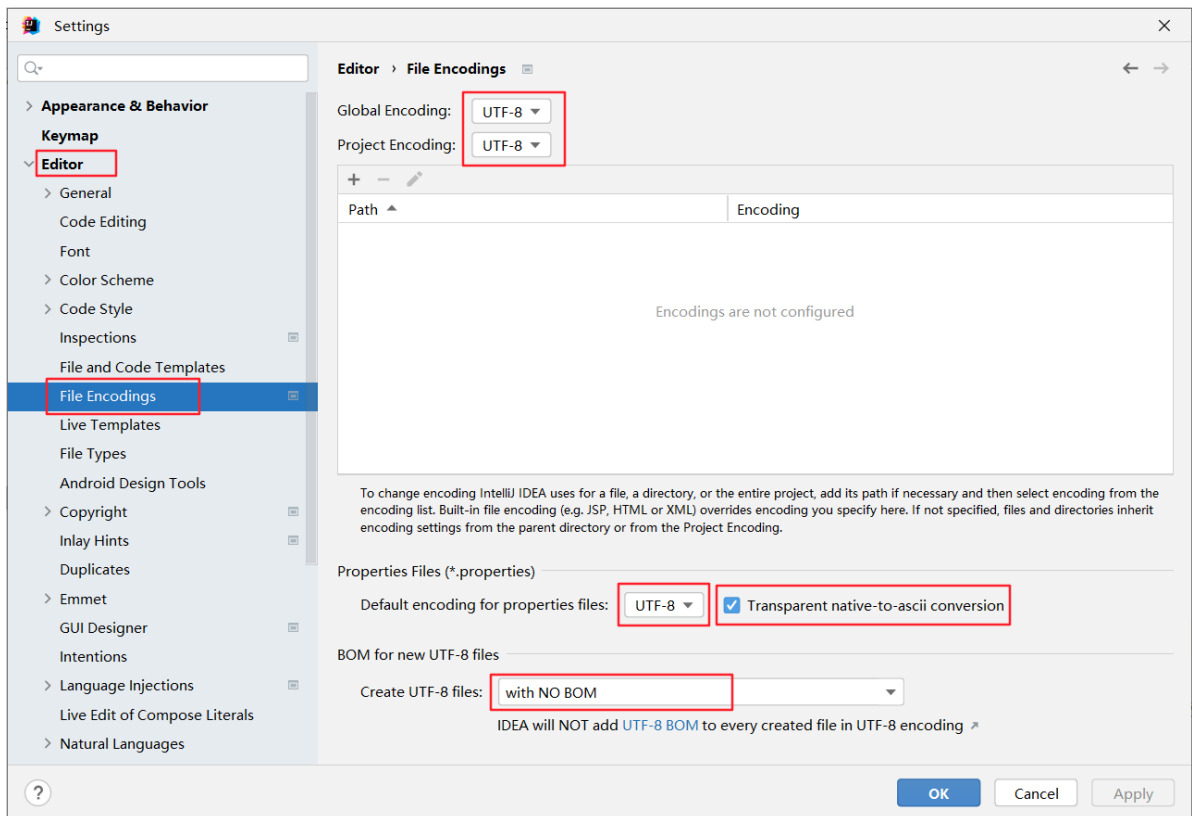 Settings
Appearance & Behavior
Keymap
Editor
General
Code Editing
Font
Color Scheme
Code Style
Inspections
File and Code Templates
File Encodings
Live Templates
File Types
Android Design Tools
Copyright
Inlay Hints
Duplicates
Emmet
GUI Designer
Intentions
Language Injections
Live Edit of Compose Literals
Natural Languages
Editor › File Encodings
Global Encoding: UTF-8
Project Encoding: UTF-8
Path Encoding
Encodings are not configured
To change encoding IntelliJ IDEA uses for a file, a directory, or the entire project, add its path if necessary and then select encoding from the
encoding list. Built-in file encoding (e.g. JSP, HTML or XML) overrides encoding you specify here. If not specified, files and directories inherit
encoding settings from the parent directory or from the Project Encoding.
Properties Files (*.properties)
Default encoding for properties files: UTF-8 Transparent native-to-ascii conversion
BOM for new UTF-8 files
Create UTF-8 files: with NO BOM
IDEA will NOT add UTF-8 BOM to every created file in UTF-8 encoding ↗
? OK Cancel Apply